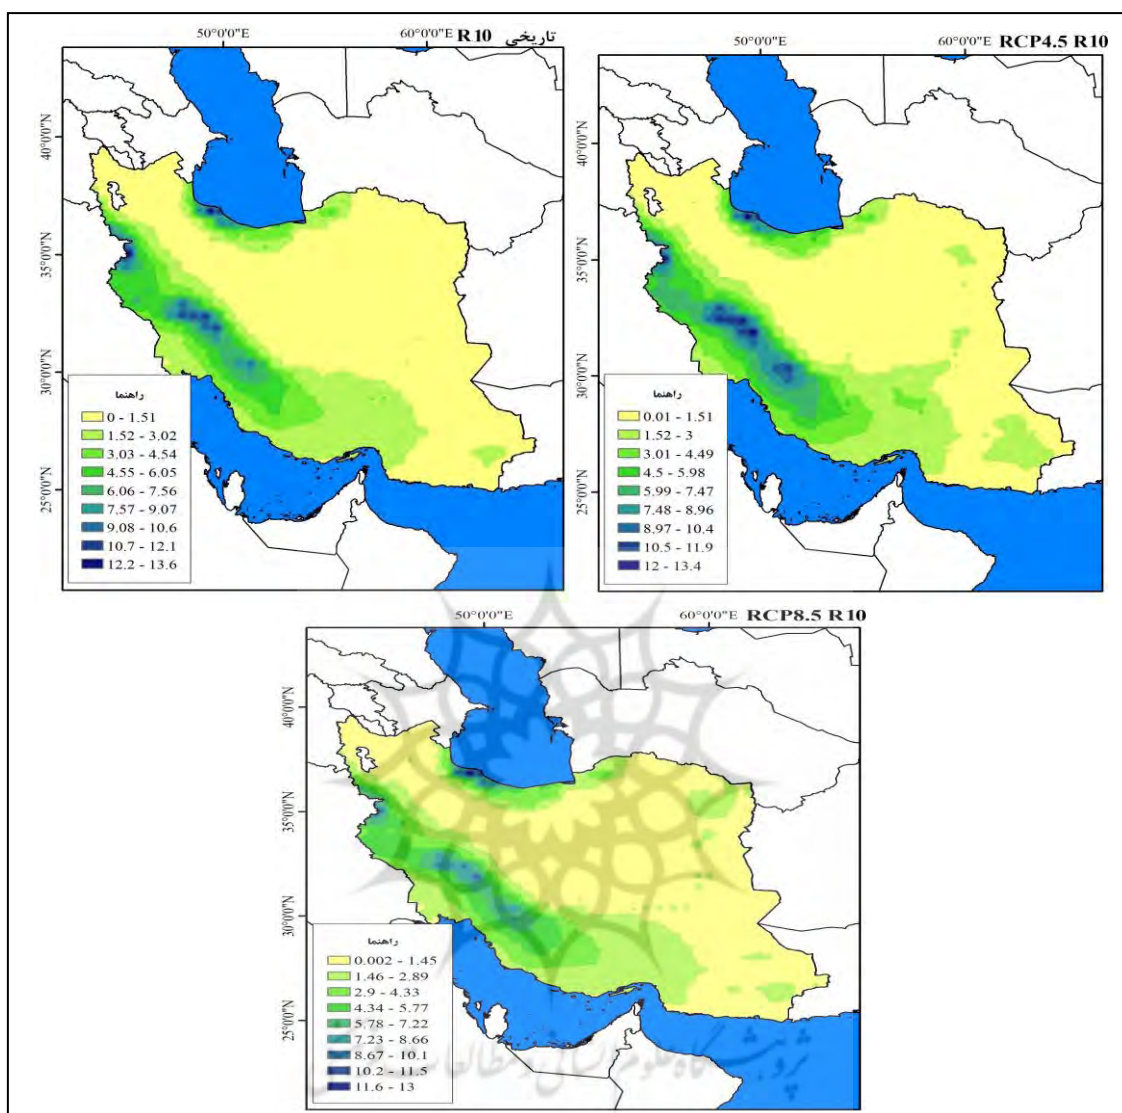 50°0'0"E 60°0'0"E R10 تاریخی
40°0'0"N
35°0'0"N
30°0'0"N
25°0'0"N
راهنما
0 - 1.51
1.52 - 3.02
3.03 - 4.54
4.55 - 6.05
6.06 - 7.56
7.57 - 9.07
9.08 - 10.6
10.7 - 12.1
12.2 - 13.6
50°0'0"E 60°0'0"E RCP4.5 R10
40°0'0"N
35°0'0"N
30°0'0"N
25°0'0"N
راهنما
0.01 - 1.51
1.52 - 3
3.01 - 4.49
4.5 - 5.98
5.99 - 7.47
7.48 - 8.96
8.97 - 10.4
10.5 - 11.9
12 - 13.4
50°0'0"E 60°0'0"E RCP8.5 R10
40°0'0"N
35°0'0"N
30°0'0"N
25°0'0"N
راهنما
0.002 - 1.45
1.46 - 2.89
2.9 - 4.33
4.34 - 5.77
5.78 - 7.22
7.23 - 8.66
8.67 - 10.1
10.2 - 11.5
11.6 - 13
پژوهشگاه علوم انسانی و مطالعات